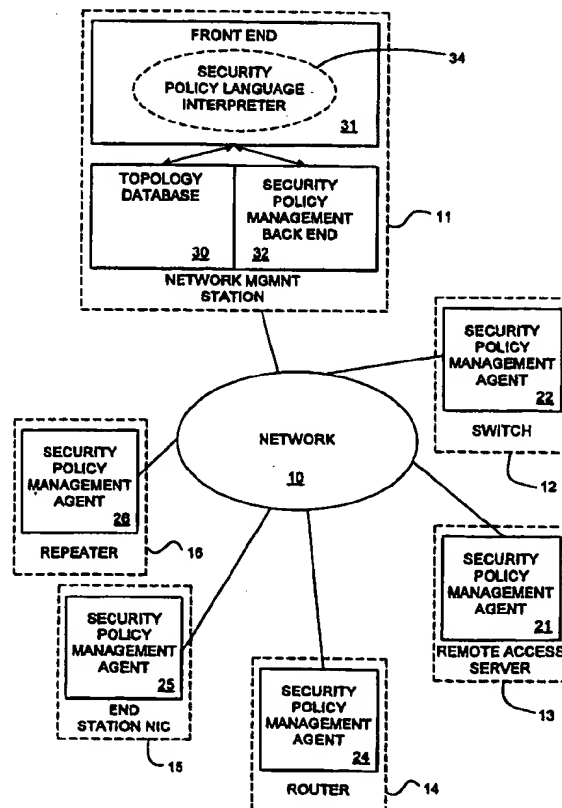 FRONT END
34
SECURITY
POLICY LANGUAGE
INTERPRETER
31
TOPOLOGY
DATABASE
30
SECURITY
POLICY
MANAGEMENT
BACK END
32
11
NETWORK MGMNT
STATION
SECURITY
POLICY
MANAGEMENT
AGENT
22
SWITCH
12
NETWORK
10
SECURITY
POLICY
MANAGEMENT
AGENT
26
REPEATER
16
SECURITY
POLICY
MANAGEMENT
AGENT
21
REMOTE ACCESS
SERVER
13
SECURITY
POLICY
MANAGEMENT
AGENT
25
END
STATION NIC
15
SECURITY
POLICY
MANAGEMENT
AGENT
24
ROUTER
14